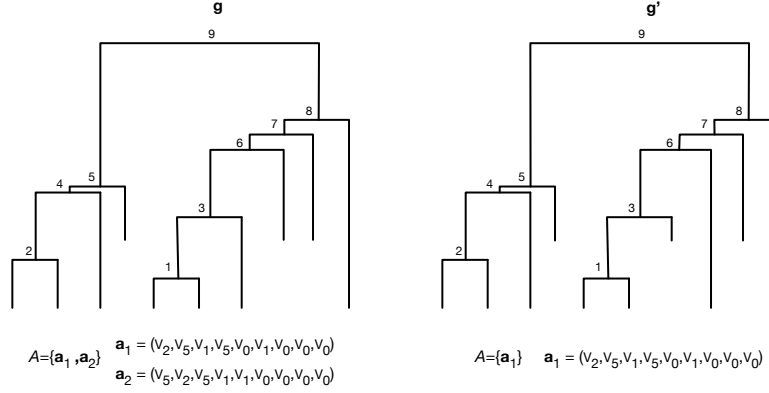 g
9
8
7
6
5
4
3
2
1
A={a1 ,a2}
a1 = (v2,v5,v1,v5,v0,v1,v0,v0,v0)
a2 = (v5,v2,v5,v1,v1,v0,v0,v0,v0)
g’
9
8
7
6
5
4
3
2
1
A={a1}
a1 = (v2,v5,v1,v5,v0,v1,v0,v0,v0)